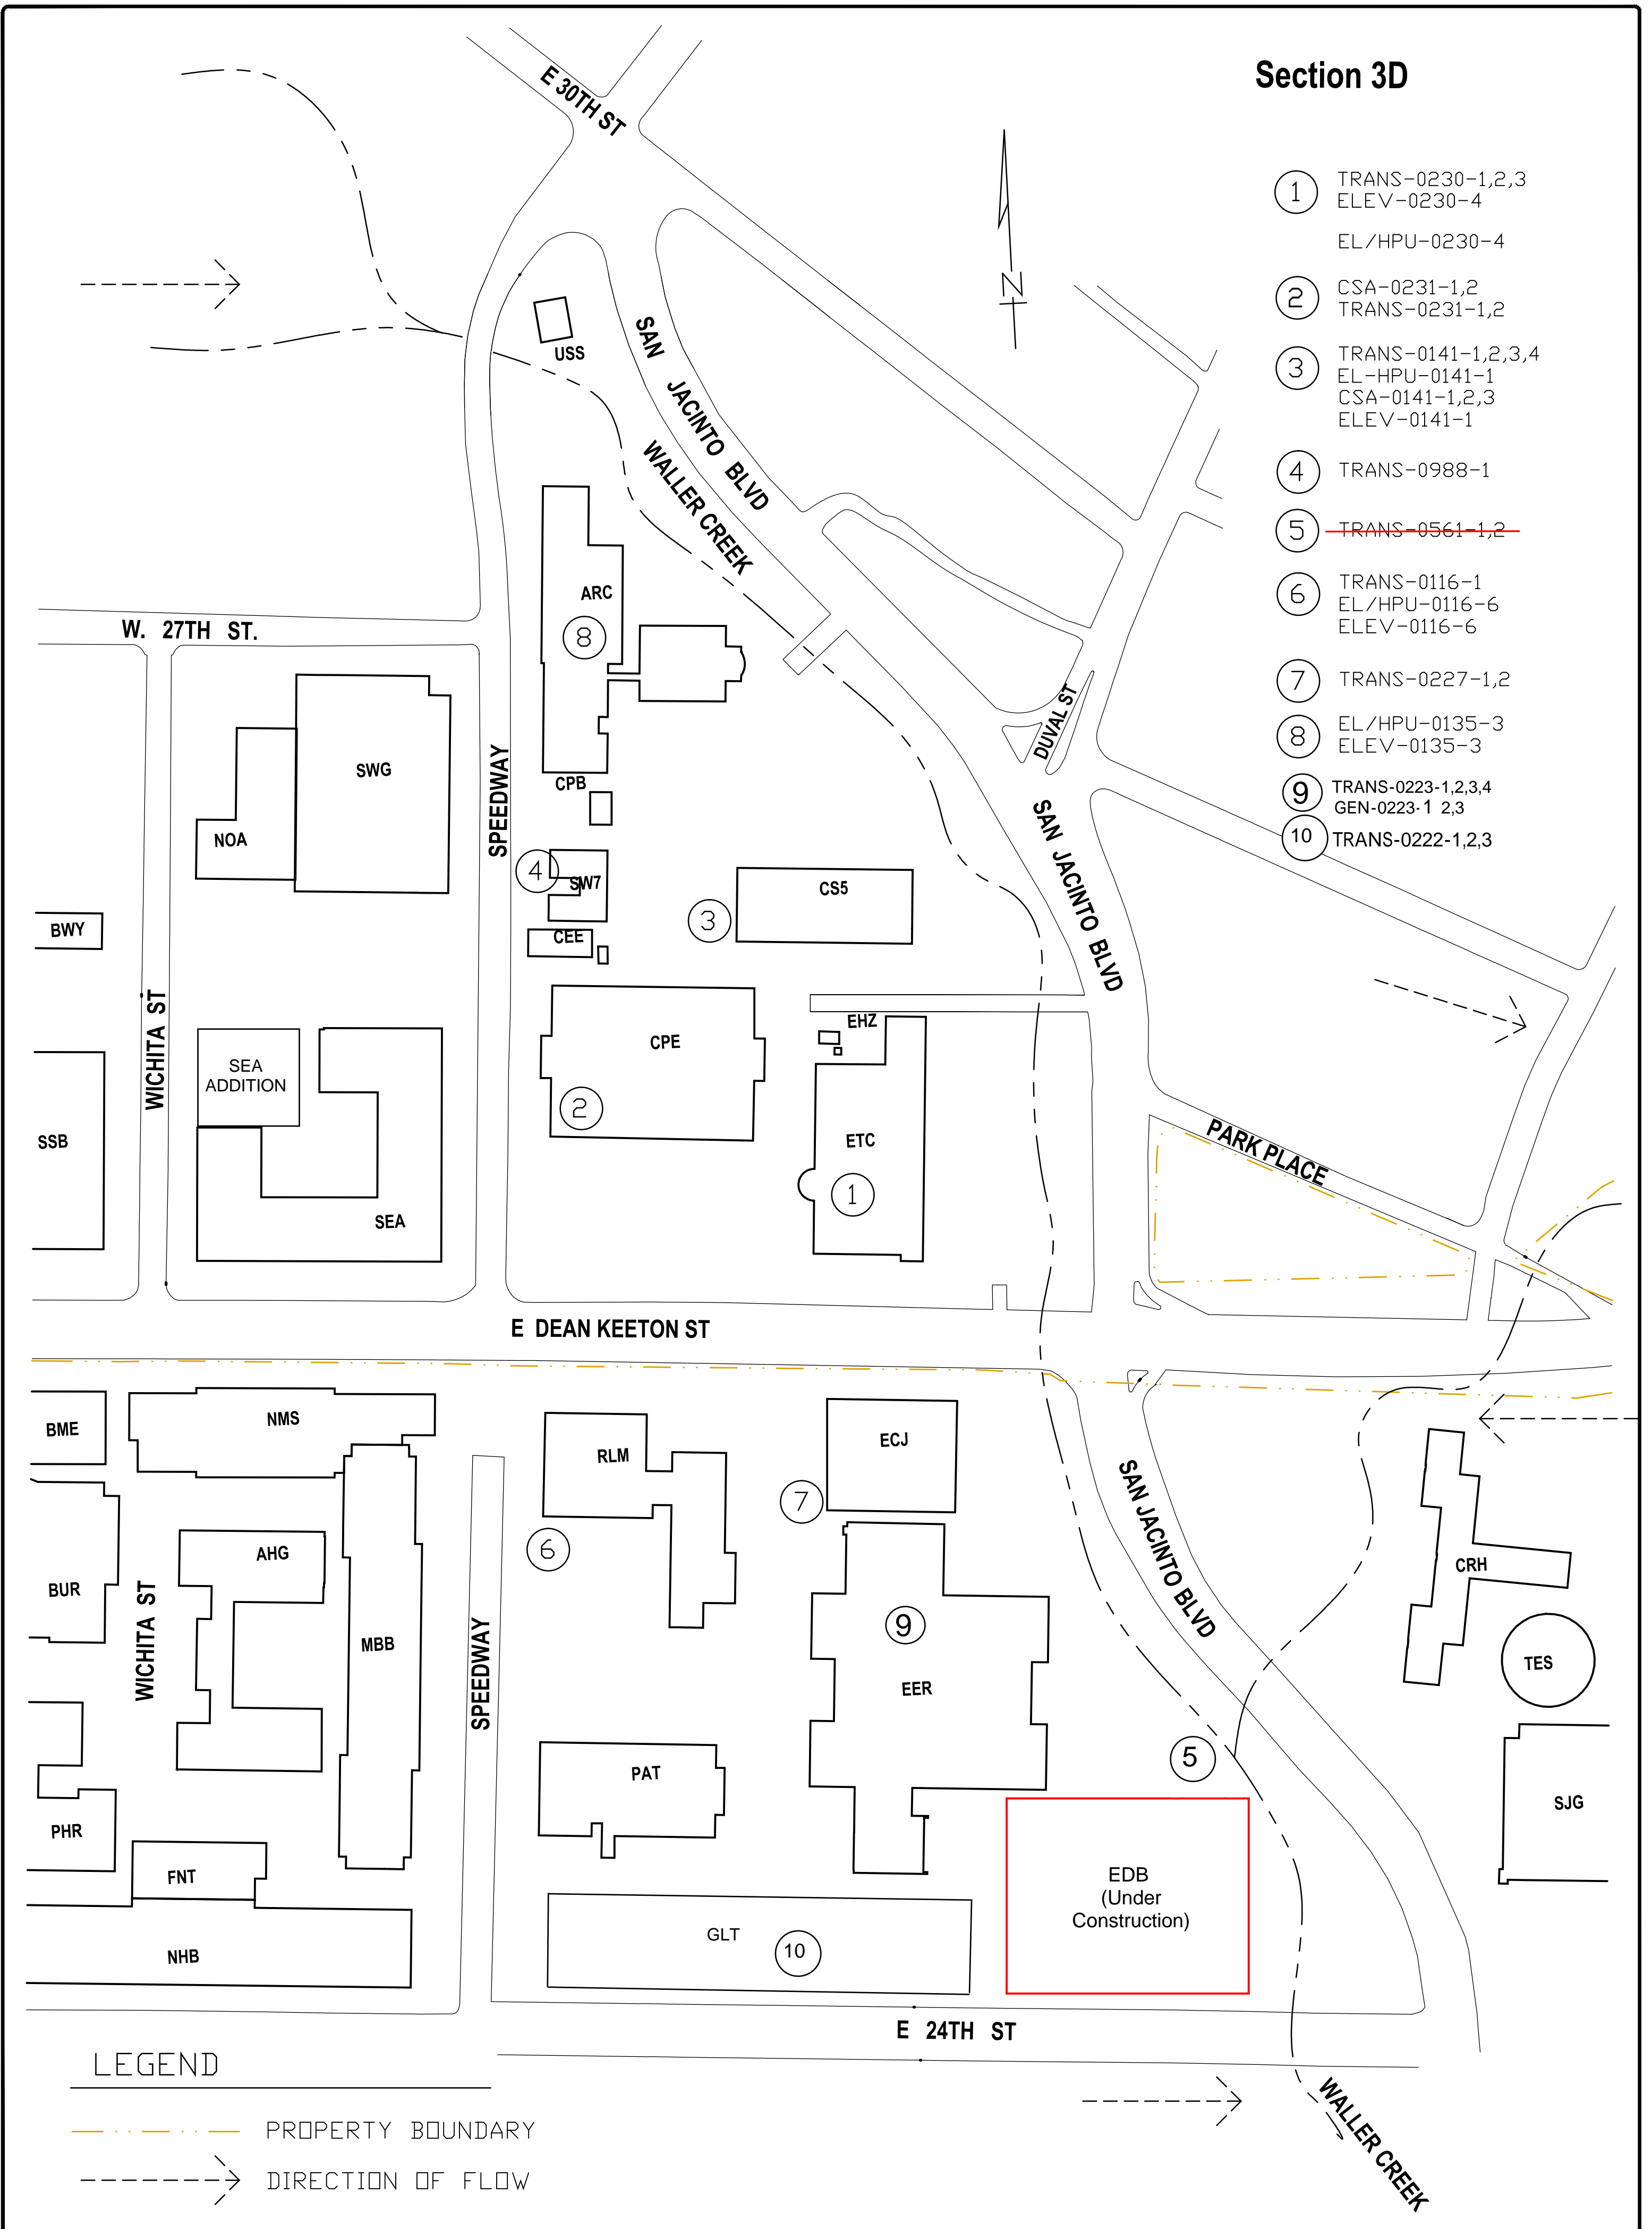 Section 3D
E 30TH ST
1
TRANS-0230-1,2,3
ELEV-0230-4
EL/HPU-0230-4
2
CSA-0231-1,2
TRANS-0231-1,2
3
TRANS-0141-1,2,3,4
EL-HPU-0141-1
CSA-0141-1,2,3
ELEV-0141-1
4
TRANS-0988-1
5
TRANS-0561-1,2
6
TRANS-0116-1
EL/HPU-0116-6
ELEV-0116-6
7
TRANS-0227-1,2
8
EL/HPU-0135-3
ELEV-0135-3
9
TRANS-0223-1,2,3,4
GEN-0223-1 2,3
10
TRANS-0222-1,2,3
N
USS
SAN JACINTO BLVD
WALLER CREEK
ARC
8
W. 27TH ST.
DUVAL ST
SWG
NOA
SPEEDWAY
CPB
4
SW7
CEE
3
CS5
SAN JACINTO BLVD
BWY
WICHITA ST
SEA
ADDITION
CPE
2
EHZ
ETC
1
SSB
SEA
PARK PLACE
E DEAN KEETON ST
BME
NMS
RLM
ECJ
7
6
SAN JACINTO BLVD
AHG
BUR
WICHITA ST
MBB
SPEEDWAY
9
EER
CRH
TES
5
PAT
SJG
PHR
FNT
NHB
GLT
10
EDB
(Under
Construction)
E 24TH ST
WALLER CREEK
LEGEND
PROPERTY BOUNDARY
DIRECTION OF FLOW